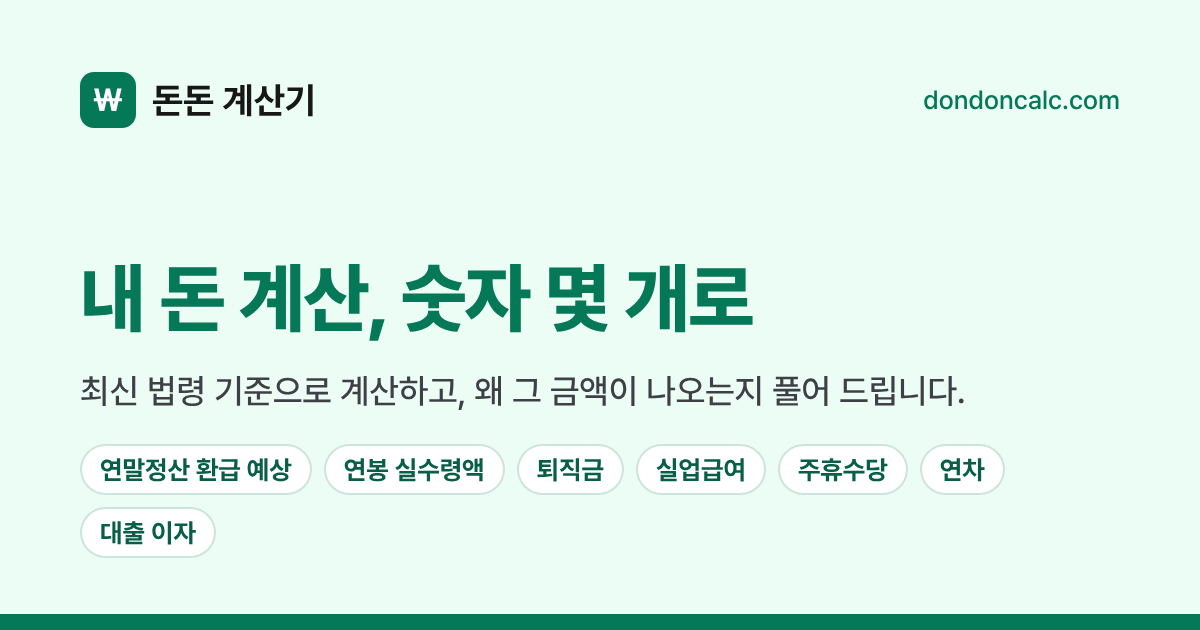 ₩ 돈돈 계산기
dondoncalc.com
내 돈 계산, 숫자 몇 개로
최신 법령 기준으로 계산하고, 왜 그 금액이 나오는지 풀어 드립니다.
연말정산 환급 예상 연봉 실수령액 퇴직금 실업급여 주휴수당 연차
대출 이자